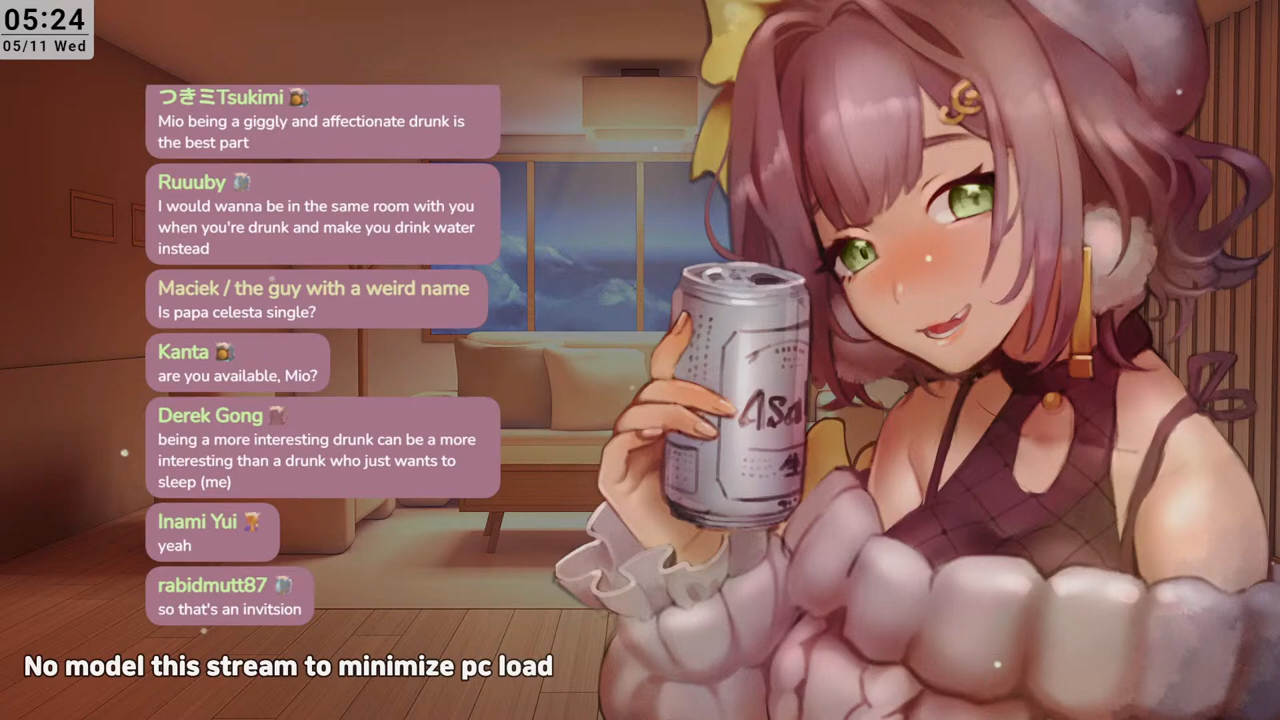 05:24
05/11 Wed
つきミTsukimi
Mio being a giggly and affectionate drunk is
the best part
Ruuuby
I would wanna be in the same room with you
when you're drunk and make you drink water
instead
Maciek / the guy with a weird name
Is papa celesta single?
Kanta
are you available, Mio?
Derek Gong
being a more interesting drunk can be a more
interesting than a drunk who just wants to
sleep (me)
Inami Yui
yeah
rabidmutt87
so that's an invitsion
No model this stream to minimize pc load
ASa